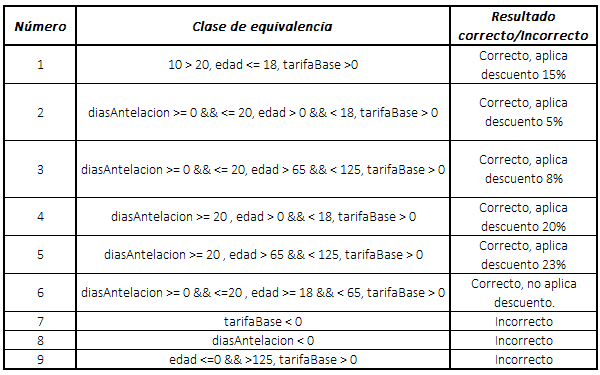 Número
Clase de equivalencia
Resultado
correcto/Incorrecto
1
10 > 20, edad <= 18, tarifaBase >0
Correcto, aplica
descuento 15%
2
diasAntelacion >= 0 && <= 20, edad > 0 && < 18, tarifaBase > 0
Correcto, aplica
descuento 5%
3
diasAntelacion >= 0 && <= 20, edad > 65 && < 125, tarifaBase > 0
Correcto, aplica
descuento 8%
4
diasAntelacion >= 20 , edad > 0 && < 18, tarifaBase > 0
Correcto, aplica
descuento 20%
5
diasAntelacion >= 20 , edad > 65 && < 125, tarifaBase > 0
Correcto, aplica
descuento 23%
6
diasAntelacion >= 0 && <=20 , edad >= 18 && < 65, tarifaBase > 0
Correcto, no aplica
descuento.
7
tarifaBase < 0
Incorrecto
8
diasAntelacion < 0
Incorrecto
9
edad <=0 && >125, tarifaBase > 0
Incorrecto